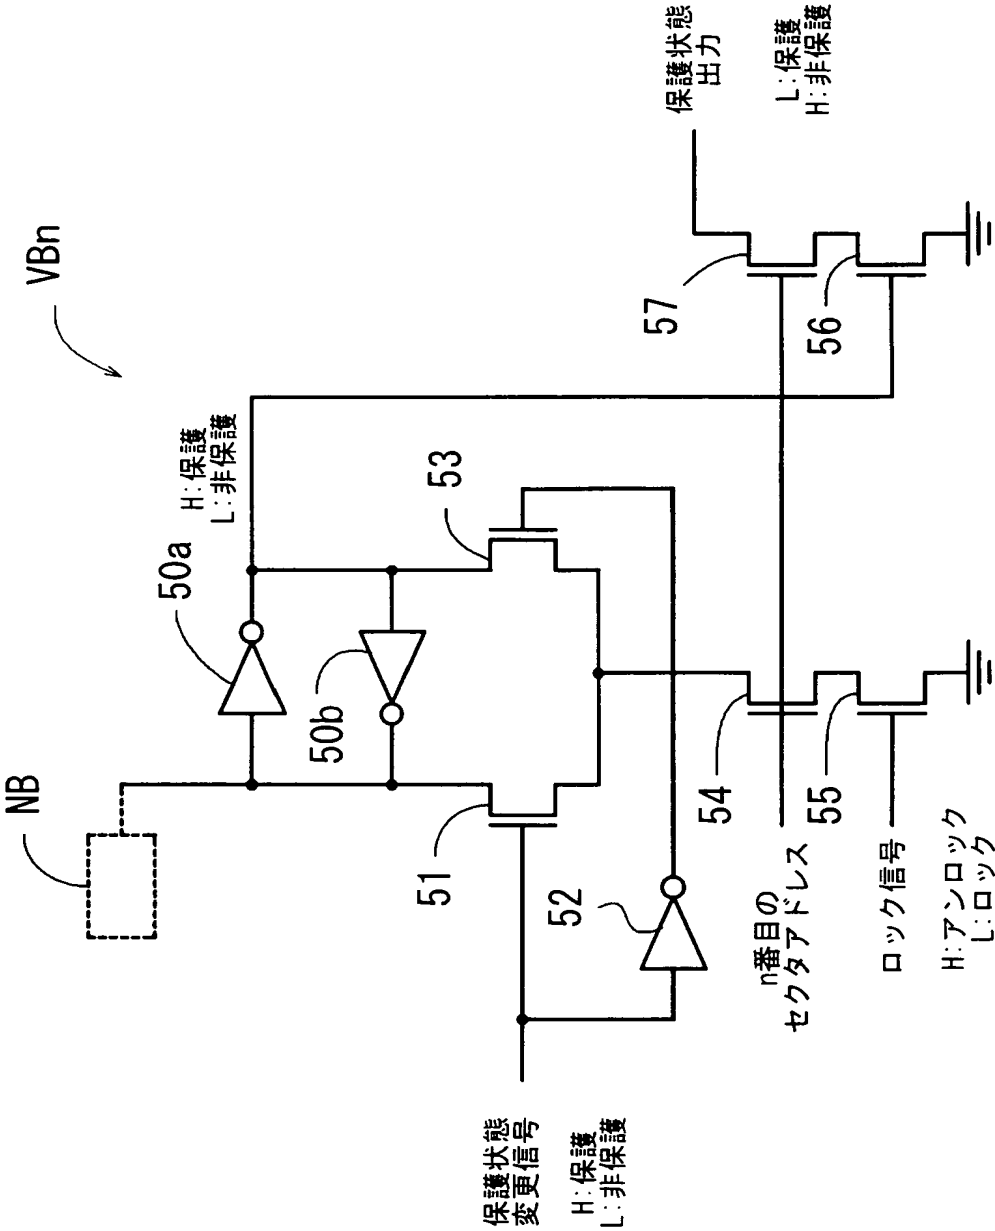 VBn
NB
50a
H:保護
L:非保護
50b
51
53
52
保護状態
変更信号
H:保護
L:非保護
54
n番目の
セクタアドレス
55
ロック信号
H:アンロック
L:ロック
57
56
保護状態
出力
L:保護
H:非保護